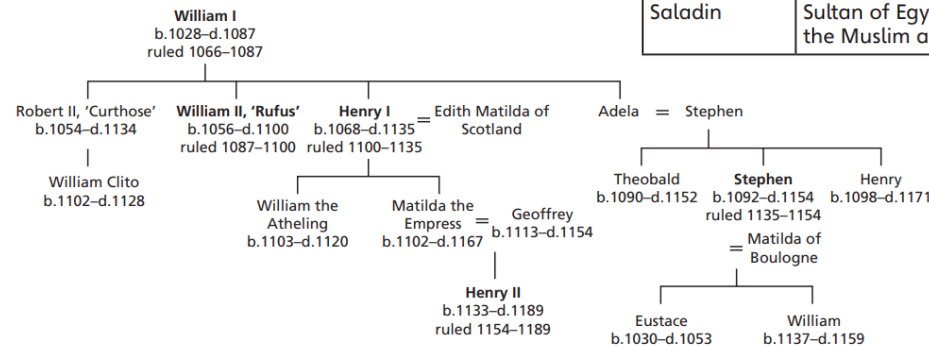 William I
b.1028–d.1087
ruled 1066–1087
Saladin
Sultan of Egy
the Muslim a
Robert II, ‘Curthose’
b.1054–d.1134
William II, ‘Rufus’
b.1056–d.1100
ruled 1087–1100
Henry I
b.1068–d.1135
ruled 1100–1135
=
Edith Matilda of
Scotland
Adela = Stephen
William Clito
b.1102–d.1128
William the
Atheling
b.1103–d.1120
Matilda the
Empress
b.1102–d.1167
=
Geoffrey
b.1113–d.1154
Theobald
b.1090–d.1152
Stephen
b.1092–d.1154
ruled 1135–1154
Henry
b.1098–d.1171
=
Matilda of
Boulogne
Henry II
b.1133–d.1189
ruled 1154–1189
Eustace
b.1030–d.1053
William
b.1137–d.1159